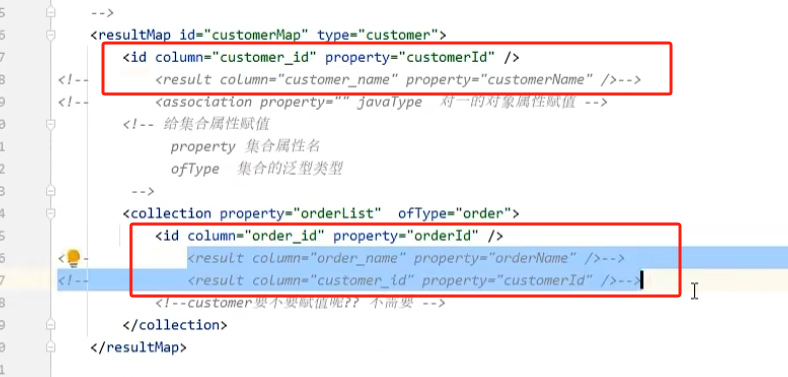 5 -->
6 <resultMap id="customerMap" type="customer">
7 <id column="customer_id" property="customerId" />
8 <!-- <result column="customer_name" property="customerName" />-->
9 <!-- <association property="" javaType 对一的对象属性赋值 -->
0 <!-- 给集合属性赋值
1 property 集合属性名
2 ofType 集合的泛型类型
3 -->
4 <collection property="orderList" ofType="order">
5 <id column="order_id" property="orderId" />
6 <!-- <result column="order_name" property="orderName" />-->
7 <!-- <result column="customer_id" property="customerId" />-->
8 <!--customer要不要赋值呢?? 不需要 -->
9 </collection>
0 </resultMap>
1